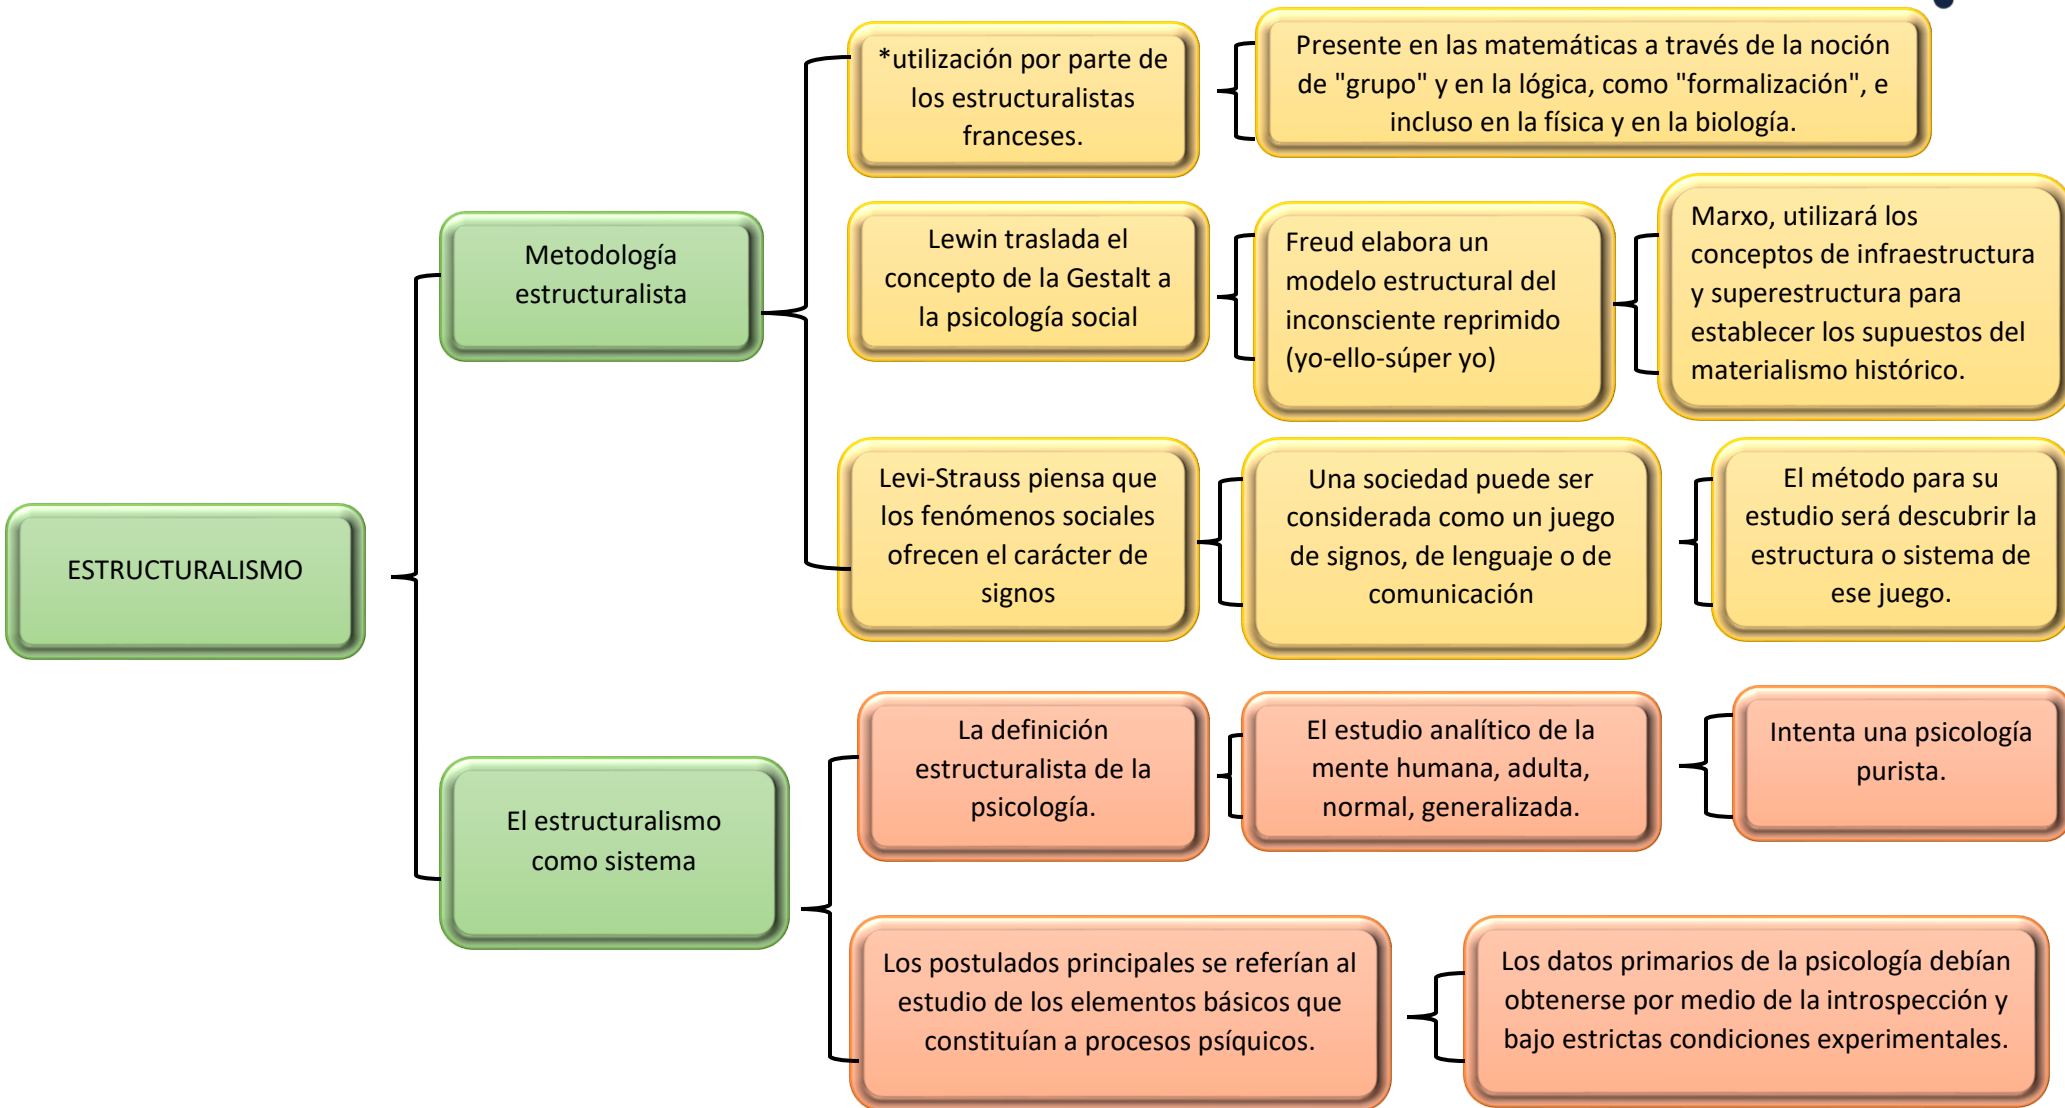 *utilización por parte de
los estructuralistas
franceses.
Presente en las matemáticas a través de la noción
de "grupo" y en la lógica, como "formalización", e
incluso en la física y en la biología.
Metodología
estructuralista
Lewin traslada el
concepto de la Gestalt a
la psicología social
Freud elabora un
modelo estructural del
inconsciente reprimido
(yo-ello-súper yo)
Marxo, utilizará los
conceptos de infraestructura
y superestructura para
establecer los supuestos del
materialismo histórico.
Levi-Strauss piensa que
los fenómenos sociales
ofrecen el carácter de
signos
Una sociedad puede ser
considerada como un juego
de signos, de lenguaje o de
comunicación
El método para su
estudio será descubrir la
estructura o sistema de
ese juego.
ESTRUCTURALISMO
La definición
estructuralista de la
psicología.
El estudio analítico de la
mente humana, adulta,
normal, generalizada.
Intenta una psicología
purista.
El estructuralismo
como sistema
Los postulados principales se referían al
estudio de los elementos básicos que
constituían a procesos psíquicos.
Los datos primarios de la psicología debían
obtenerse por medio de la introspección y
bajo estrictas condiciones experimentales.